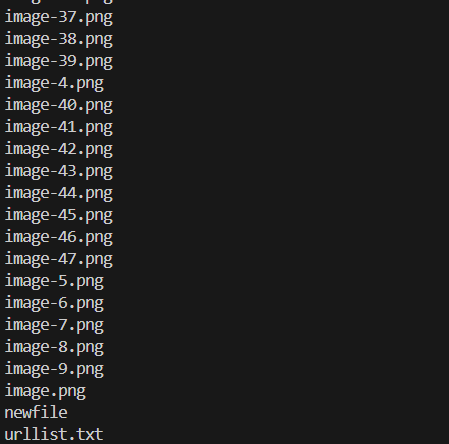 image-37.png
image-38.png
image-39.png
image-4.png
image-40.png
image-41.png
image-42.png
image-43.png
image-44.png
image-45.png
image-46.png
image-47.png
image-5.png
image-6.png
image-7.png
image-8.png
image-9.png
image.png
newfile
urllist.txt